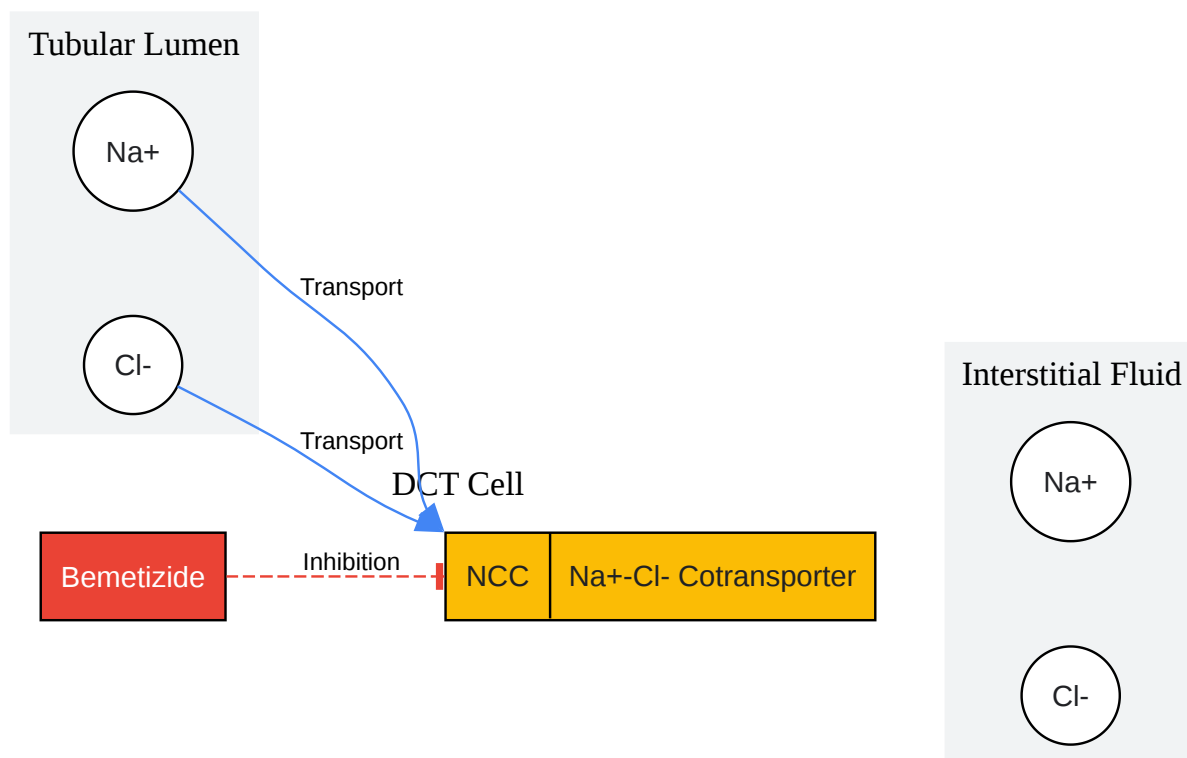 Tubular Lumen
Na+
Transport
Cl-
Transport
DCT Cell
Bemetizide
Inhibition
NCC
Na+-Cl- Cotransporter
Interstitial Fluid
Na+
Cl-